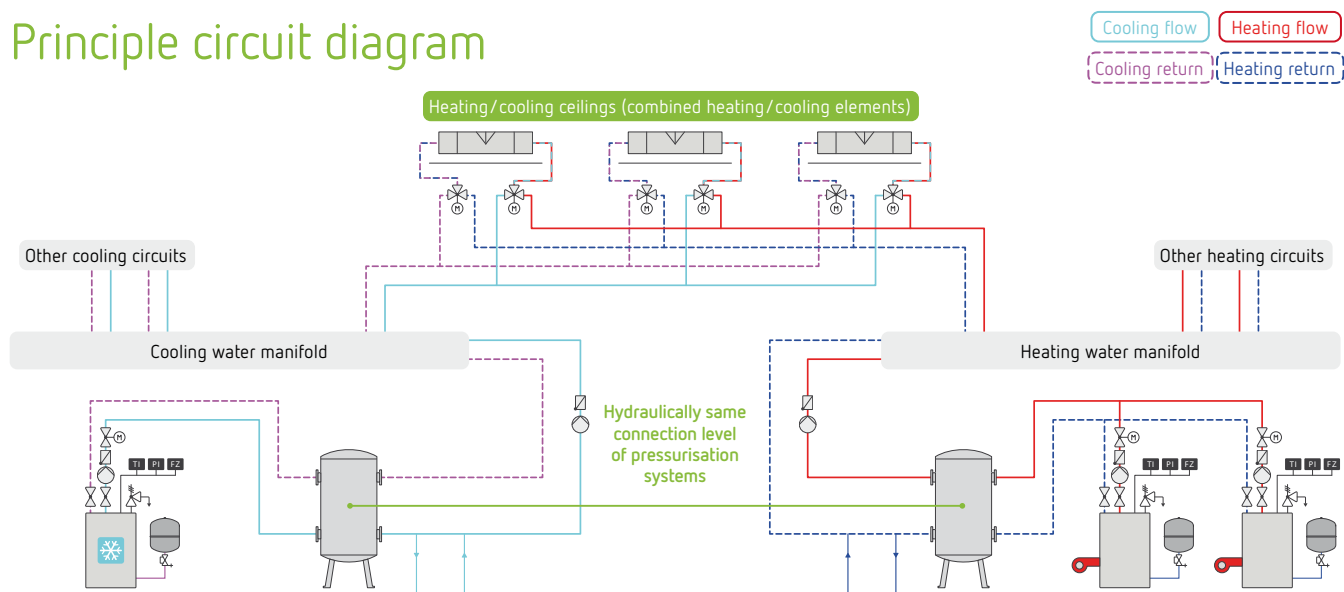 Principle circuit diagram
Cooling flow
Heating flow
Cooling return
Heating return
Heating/cooling ceilings (combined heating/cooling elements)
M
M
M
M
M
M
Other cooling circuits
Other heating circuits
Cooling water manifold
Heating water manifold
Hydraulically same
connection level
of pressurisation
systems
M
TI PI FZ
M
TI PI FZ
M
TI PI FZ